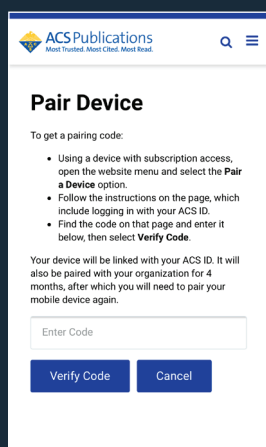 ACS Publications
Most Trusted. Most Cited. Most Read.
Pair Device
To get a pairing code:
• Using a device with subscription access,
open the website menu and select the Pair
a Device option.
• Follow the instructions on the page, which
include logging in with your ACS ID.
• Find the code on that page and enter it
below, then select Verify Code.
Your device will be linked with your ACS ID. It will
also be paired with your organization for 4
months, after which you will need to pair your
mobile device again.
Enter Code
Verify Code Cancel